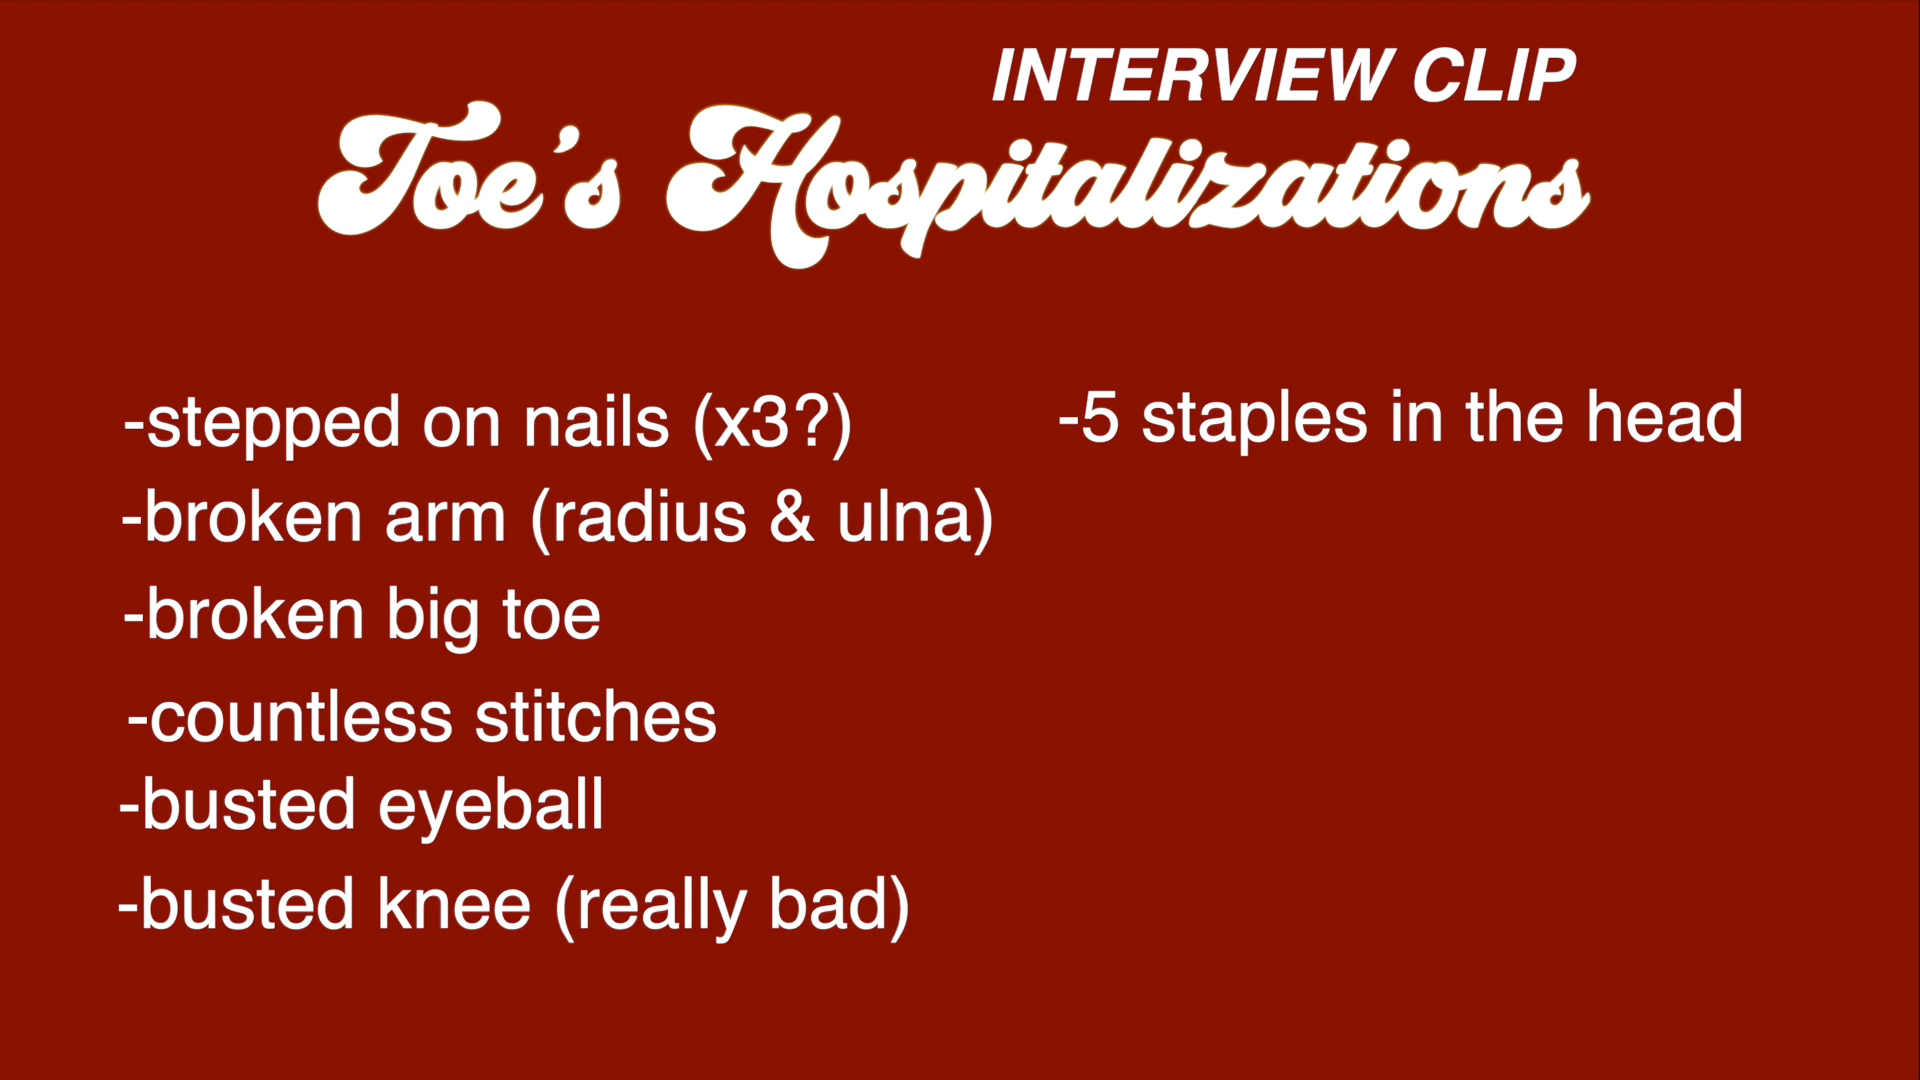 INTERVIEW CLIP
Toe's Hospitalizations
-stepped on nails (x3?)
-broken arm (radius & ulna)
-broken big toe
-countless stitches
-busted eyeball
-busted knee (really bad)
-5 staples in the head